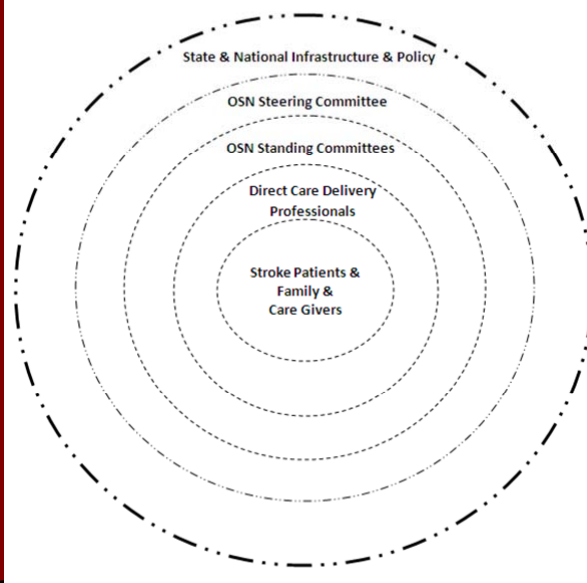 State & National Infrastructure & Policy
OSN Steering Committee
OSN Standing Committees
Direct Care Delivery
Professionals
Stroke Patients &
Family &
Care Givers